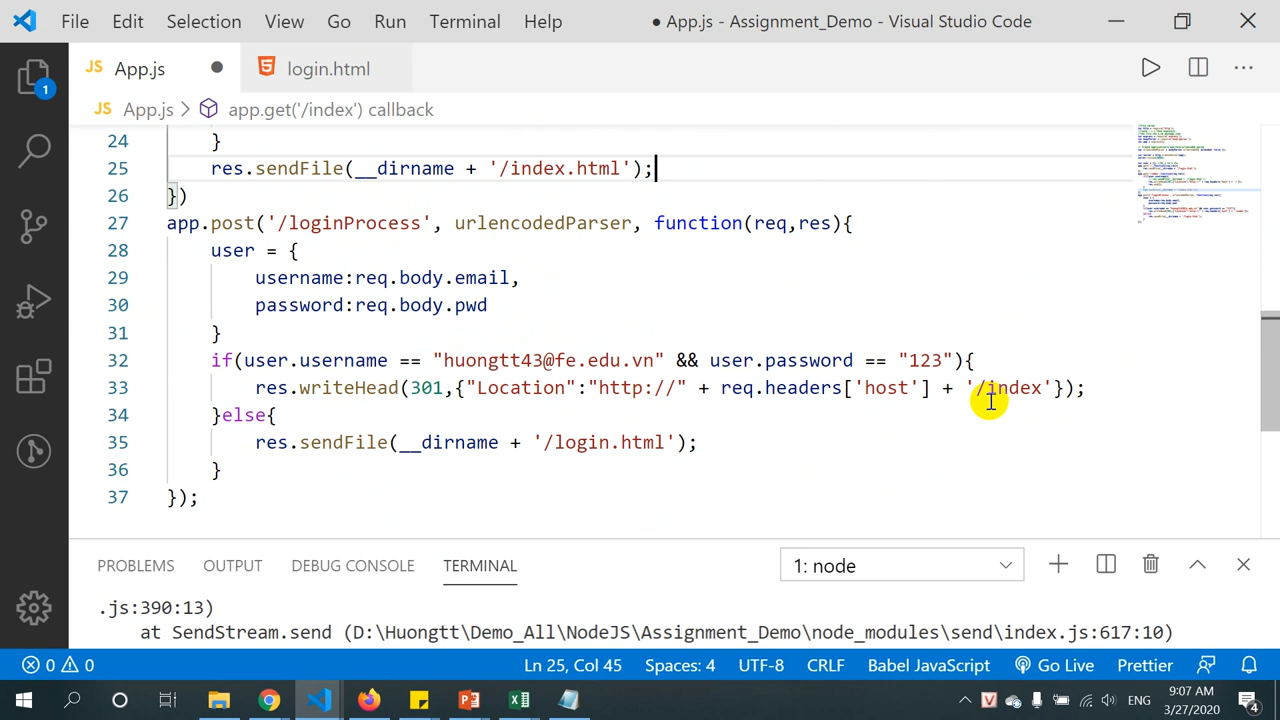 File Edit Selection View Go Run Terminal Help ● App.js - Assignment_Demo - Visual Studio Code
JS App.js login.html
JS App.js > app.get('/index') callback
24 }
25 res.sendFile(__dirname + '/index.html');
26 })
27 app.post('/loginProcess', ncodedParser, function(req,res){
28 user = {
29 username:req.body.email,
30 password:req.body.pwd
31 }
32 if(user.username == "huongtt43@fe.edu.vn" && user.password == "123"){
33 res.writeHead(301,{"Location":"http://" + req.headers['host'] + '/index'});
34 }else{
35 res.sendFile(__dirname + '/login.html');
36 }
37 });
PROBLEMS OUTPUT DEBUG CONSOLE TERMINAL 1: node
.js:390:13)
at SendStream.send (D:\Huongtt\Demo_All\NodeJS\Assignment_Demo\node_modules\send\index.js:617:10)
0 0 Ln 25, Col 45 Spaces: 4 UTF-8 CRLF Babel JavaScript Go Live Prettier
ENG 9:07 AM
3/27/2020 4
1